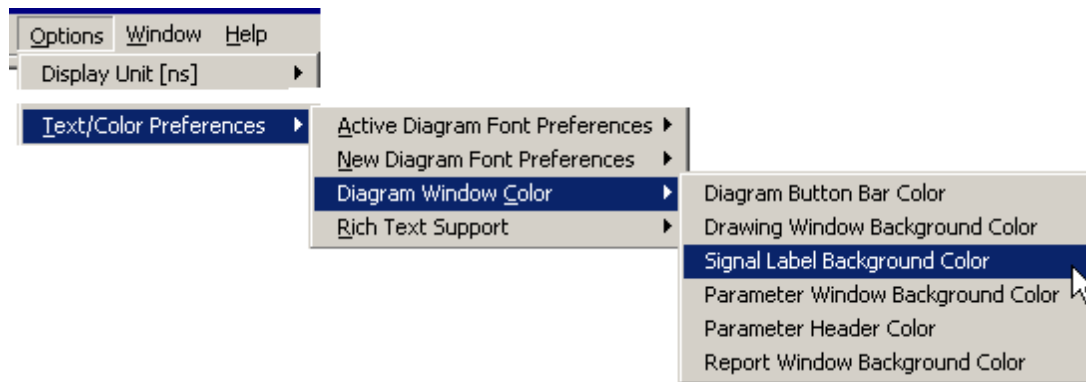 Options Window Help
Display Unit [ns]
Text/Color Preferences
Active Diagram Font Preferences
New Diagram Font Preferences
Diagram Window Color
Rich Text Support
Diagram Button Bar Color
Drawing Window Background Color
Signal Label Background Color
Parameter Window Background Color
Parameter Header Color
Report Window Background Color